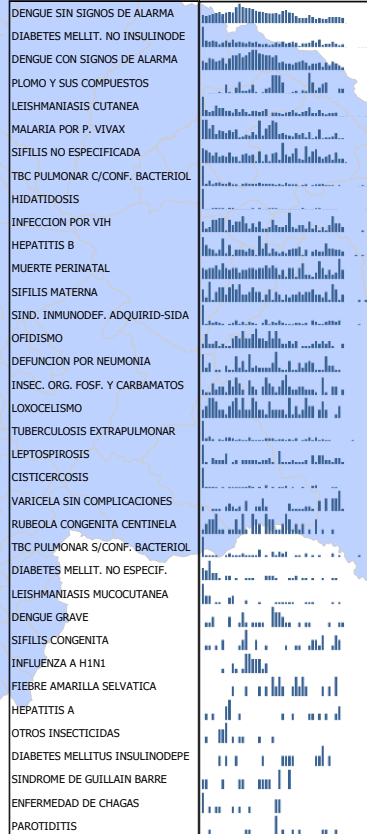 DENGUE SIN SIGNOS DE ALARMA
DIABETES MELLIT. NO INSULINODE
DENGUE CON SIGNOS DE ALARMA
PLOMO Y SUS COMPUESTOS
LEISHMANIASIS CUTANEA
MALARIA POR P. VIVAX
SIFILIS NO ESPECIFICADA
TBC PULMONAR C/CONF. BACTERIOL
HIDATIDOSIS
INFECCION POR VIH
HEPATITIS B
MUERTE PERINATAL
SIFILIS MATERNA
SIND. INMUNODEF. ADQUIRID-SIDA
OFIDISMO
DEFUNCION POR NEUMONIA
INSEC. ORG. FOSF. Y CARBAMATOS
LOXOCELISMO
TUBERCULOSIS EXTRAPULMONAR
LEPTOSPIROSIS
CISTICERCOSIS
VARICELA SIN COMPLICACIONES
RUBEOLA CONGENITA CENTINELA
TBC PULMONAR S/CONF. BACTERIOL
DIABETES MELLIT. NO ESPECIF.
LEISHMANIASIS MUCOCUTANEA
DENGUE GRAVE
SIFILIS CONGENITA
INFLUENZA A H1N1
FIEBRE AMARILLA SELVATICA
HEPATITIS A
OTROS INSECTICIDAS
DIABETES MELLITUS INSULINODEPE
SINDROME DE GUILLAIN BARRE
ENFERMEDAD DE CHAGAS
PAROTIDITIS